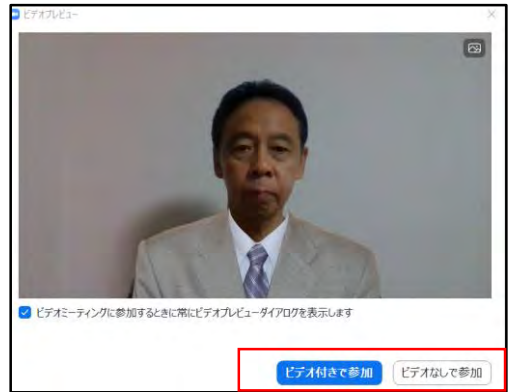 ビデオプレビュー
ビデオミーティングに参加するときに常にビデオプレビューダイアログを表示します
ビデオ付きで参加
ビデオなしで参加